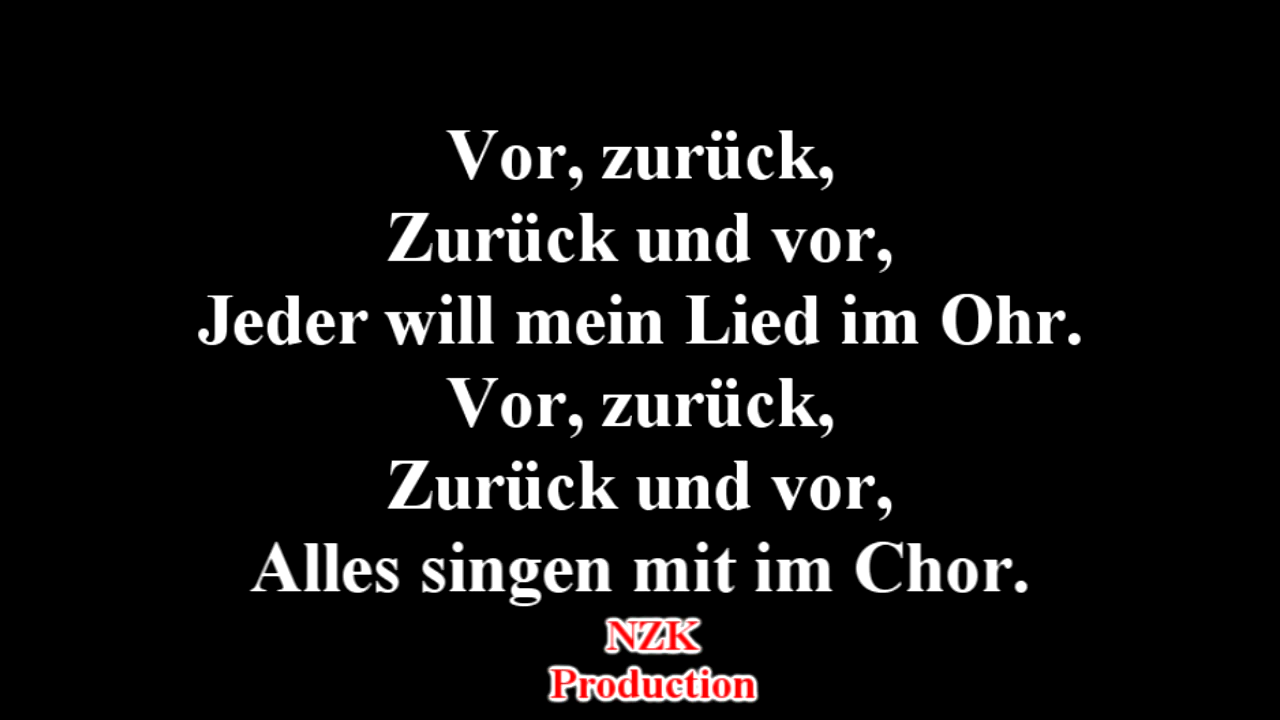 Vor, zurück,
Zurück und vor,
Jeder will mein Lied im Ohr.
Vor, zurück,
Zurück und vor,
Alles singen mit im Chor.
NZK
Production